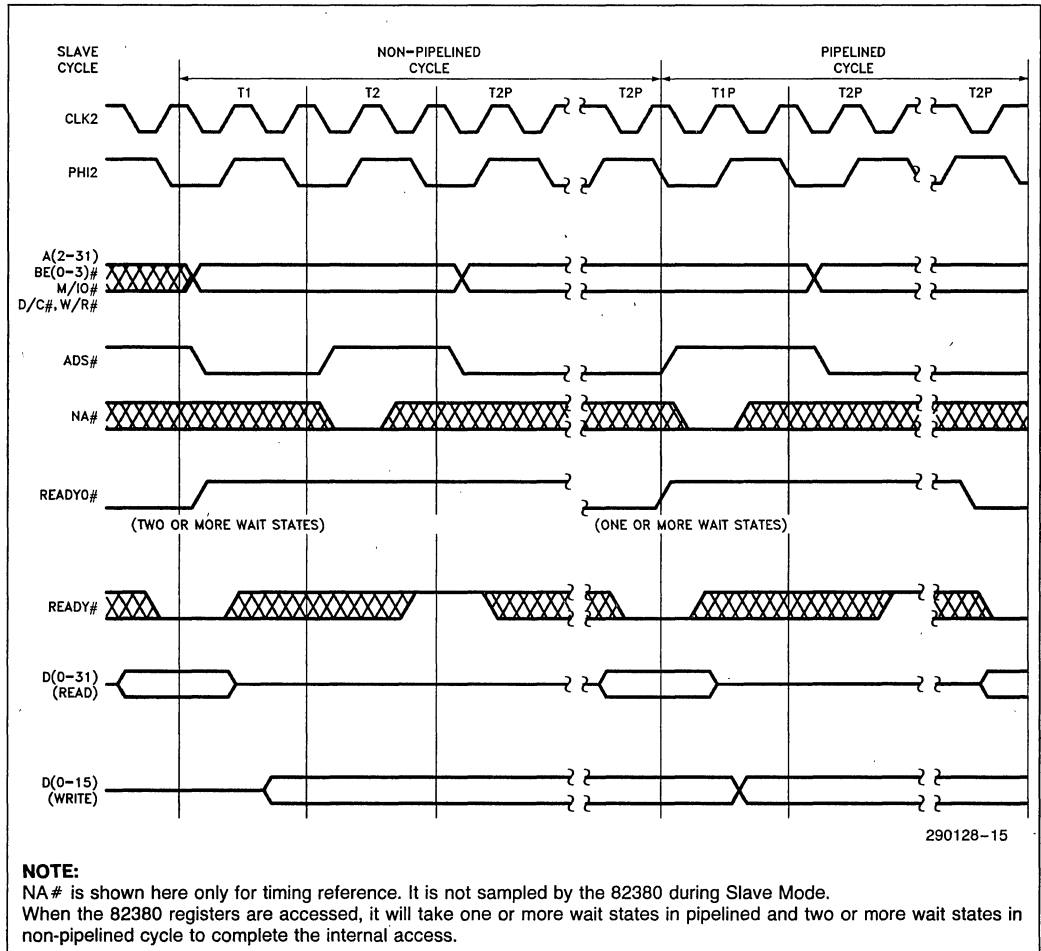 SLAVE
CYCLE
NON-PIPELINED
CYCLE
PIPELINED
CYCLE
T1
T2
T2P
T2P
T1P
T2P
T2P
CLK2
PHI2
A(2-31)
BE(0-3)#
M/IO#
D/C#,W/R#
ADS#
NA#
READYO#
(TWO OR MORE WAIT STATES)
(ONE OR MORE WAIT STATES)
READY#
D(0-31)
(READ)
D(0-15)
(WRITE)
290128-15
NOTE:
NA# is shown here only for timing reference. It is not sampled by the 82380 during Slave Mode.
When the 82380 registers are accessed, it will take one or more wait states in pipelined and two or more wait states in
non-pipelined cycle to complete the internal access.